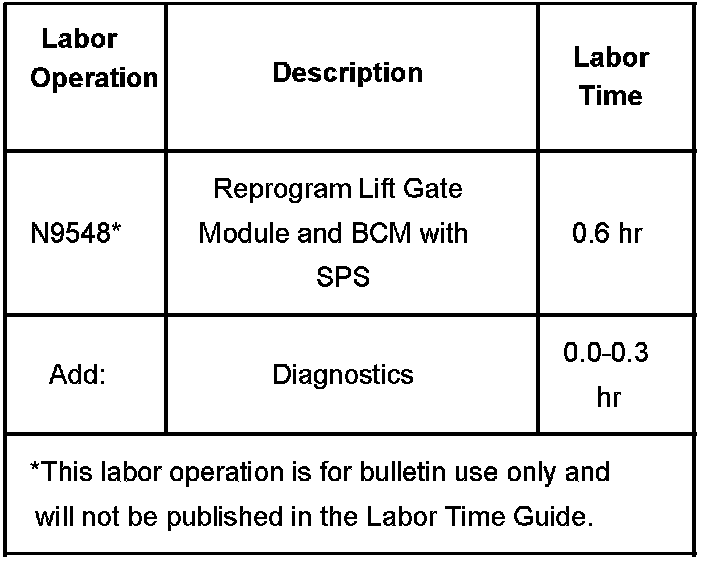 Labor
Operation
Description
Labor
Time
N9548*
Reprogram Lift Gate
Module and BCM with
SPS
0.6 hr
Add:
Diagnostics
0.0-0.3
hr
*This labor operation is for bulletin use only and
will not be published in the Labor Time Guide.